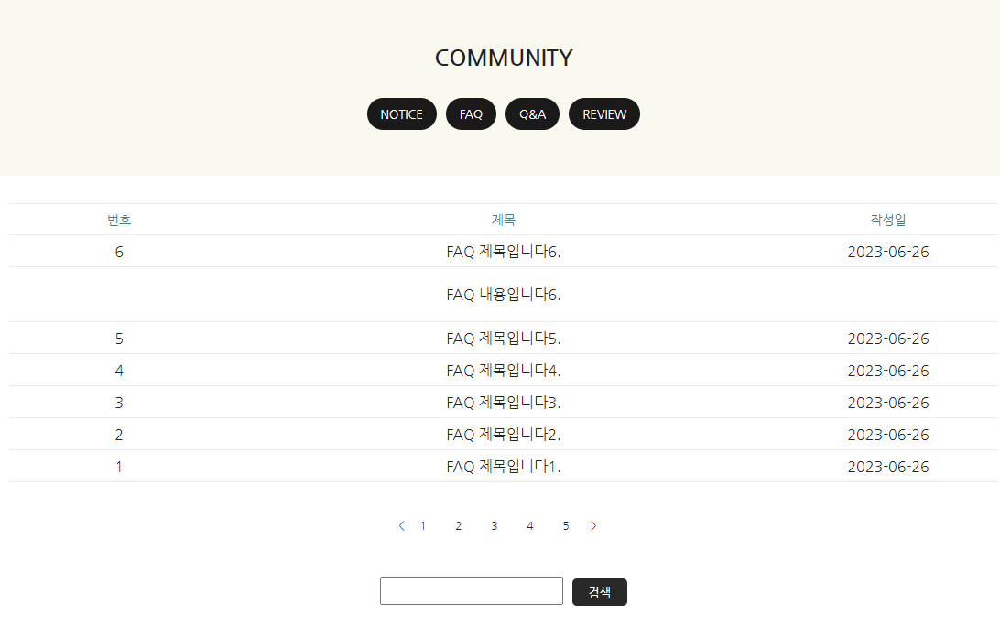 COMMUNITY
NOTICE FAQ Q&A REVIEW
번호 제목 작성일
6 FAQ 제목입니다6. 2023-06-26
FAQ 내용입니다6.
5 FAQ 제목입니다5. 2023-06-26
4 FAQ 제목입니다4. 2023-06-26
3 FAQ 제목입니다3. 2023-06-26
2 FAQ 제목입니다2. 2023-06-26
1 FAQ 제목입니다1. 2023-06-26
< 1 2 3 4 5 >
검색